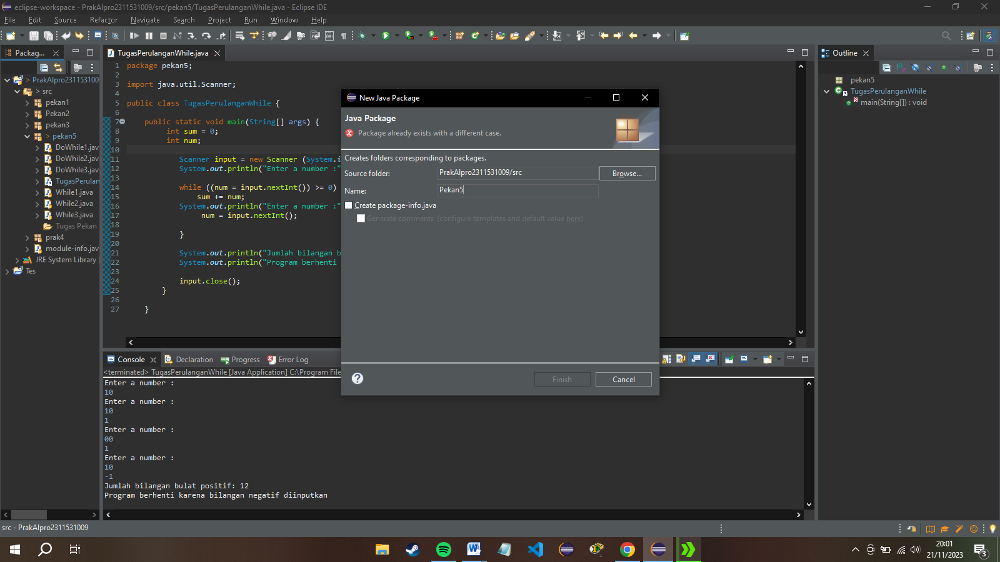 eclipse-workspace - PrakAlpro2311531009/src/pekan5/TugasPerulanganWhile.java - Eclipse IDE
File Edit Source Refactor Navigate Search Project Run Window Help
Packag...
> PrakAlpro2311531009
> src
pekan1
Pekan2
pekan3
> pekan5
DoWhile1.jav
DoWhile2.jav
DoWhile3.jav
TugasPerulan
While1.java
While2.java
While3.java
Tugas Pekan
prak4
module-info.jav
JRE System Library [
Tes
TugasPerulanganWhile.java
1 package pekan5;
2
3 import java.util.Scanner;
4
5 public class TugasPerulanganWhile {
6
7 public static void main(String[] args) {
8 int sum = 0;
9 int num;
10
11 Scanner input = new Scanner (System.i
12 System.out.println("Enter a number :"
13
14 while ((num = input.nextInt()) >= 0)
15 sum += num;
16 System.out.println("Enter a number :"
17 num = input.nextInt();
18
19 }
20
21 System.out.println("Jumlah bilangan b
22 System.out.println("Program berhenti
23
24 input.close();
25 }
26
27 }
New Java Package
Java Package
Package already exists with a different case.
Creates folders corresponding to packages.
Source folder: PrakAlpro2311531009/src Browse...
Name: Pekan5
Create package-info.java
Generate comments (configure templates and default value here)
Finish Cancel
Outline
pekan5
TugasPerulanganWhile
main(String[]) : void
Console Declaration Progress Error Log
<terminated> TugasPerulanganWhile [Java Application] C:\Program File
Enter a number :
10
Enter a number :
10
1
Enter a number :
00
1
Enter a number :
10
-1
Jumlah bilangan bulat positif: 12
Program berhenti karena bilangan negatif diinputkan
src - PrakAlpro2311531009
20:01
21/11/2023
3